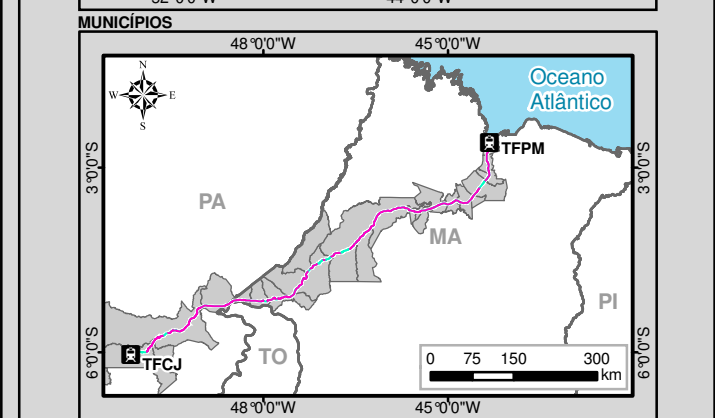 MUNICÍPIOS
48°0'0"W 45°0'0"W
N
W E
S
Oceano
Atlântico
TFPM
3°0'0"S 3°0'0"S
PA
MA
PI
6°0'0"S 6°0'0"S
TFCJ
TO
0 75 150 300
km
48°0'0"W 45°0'0"W